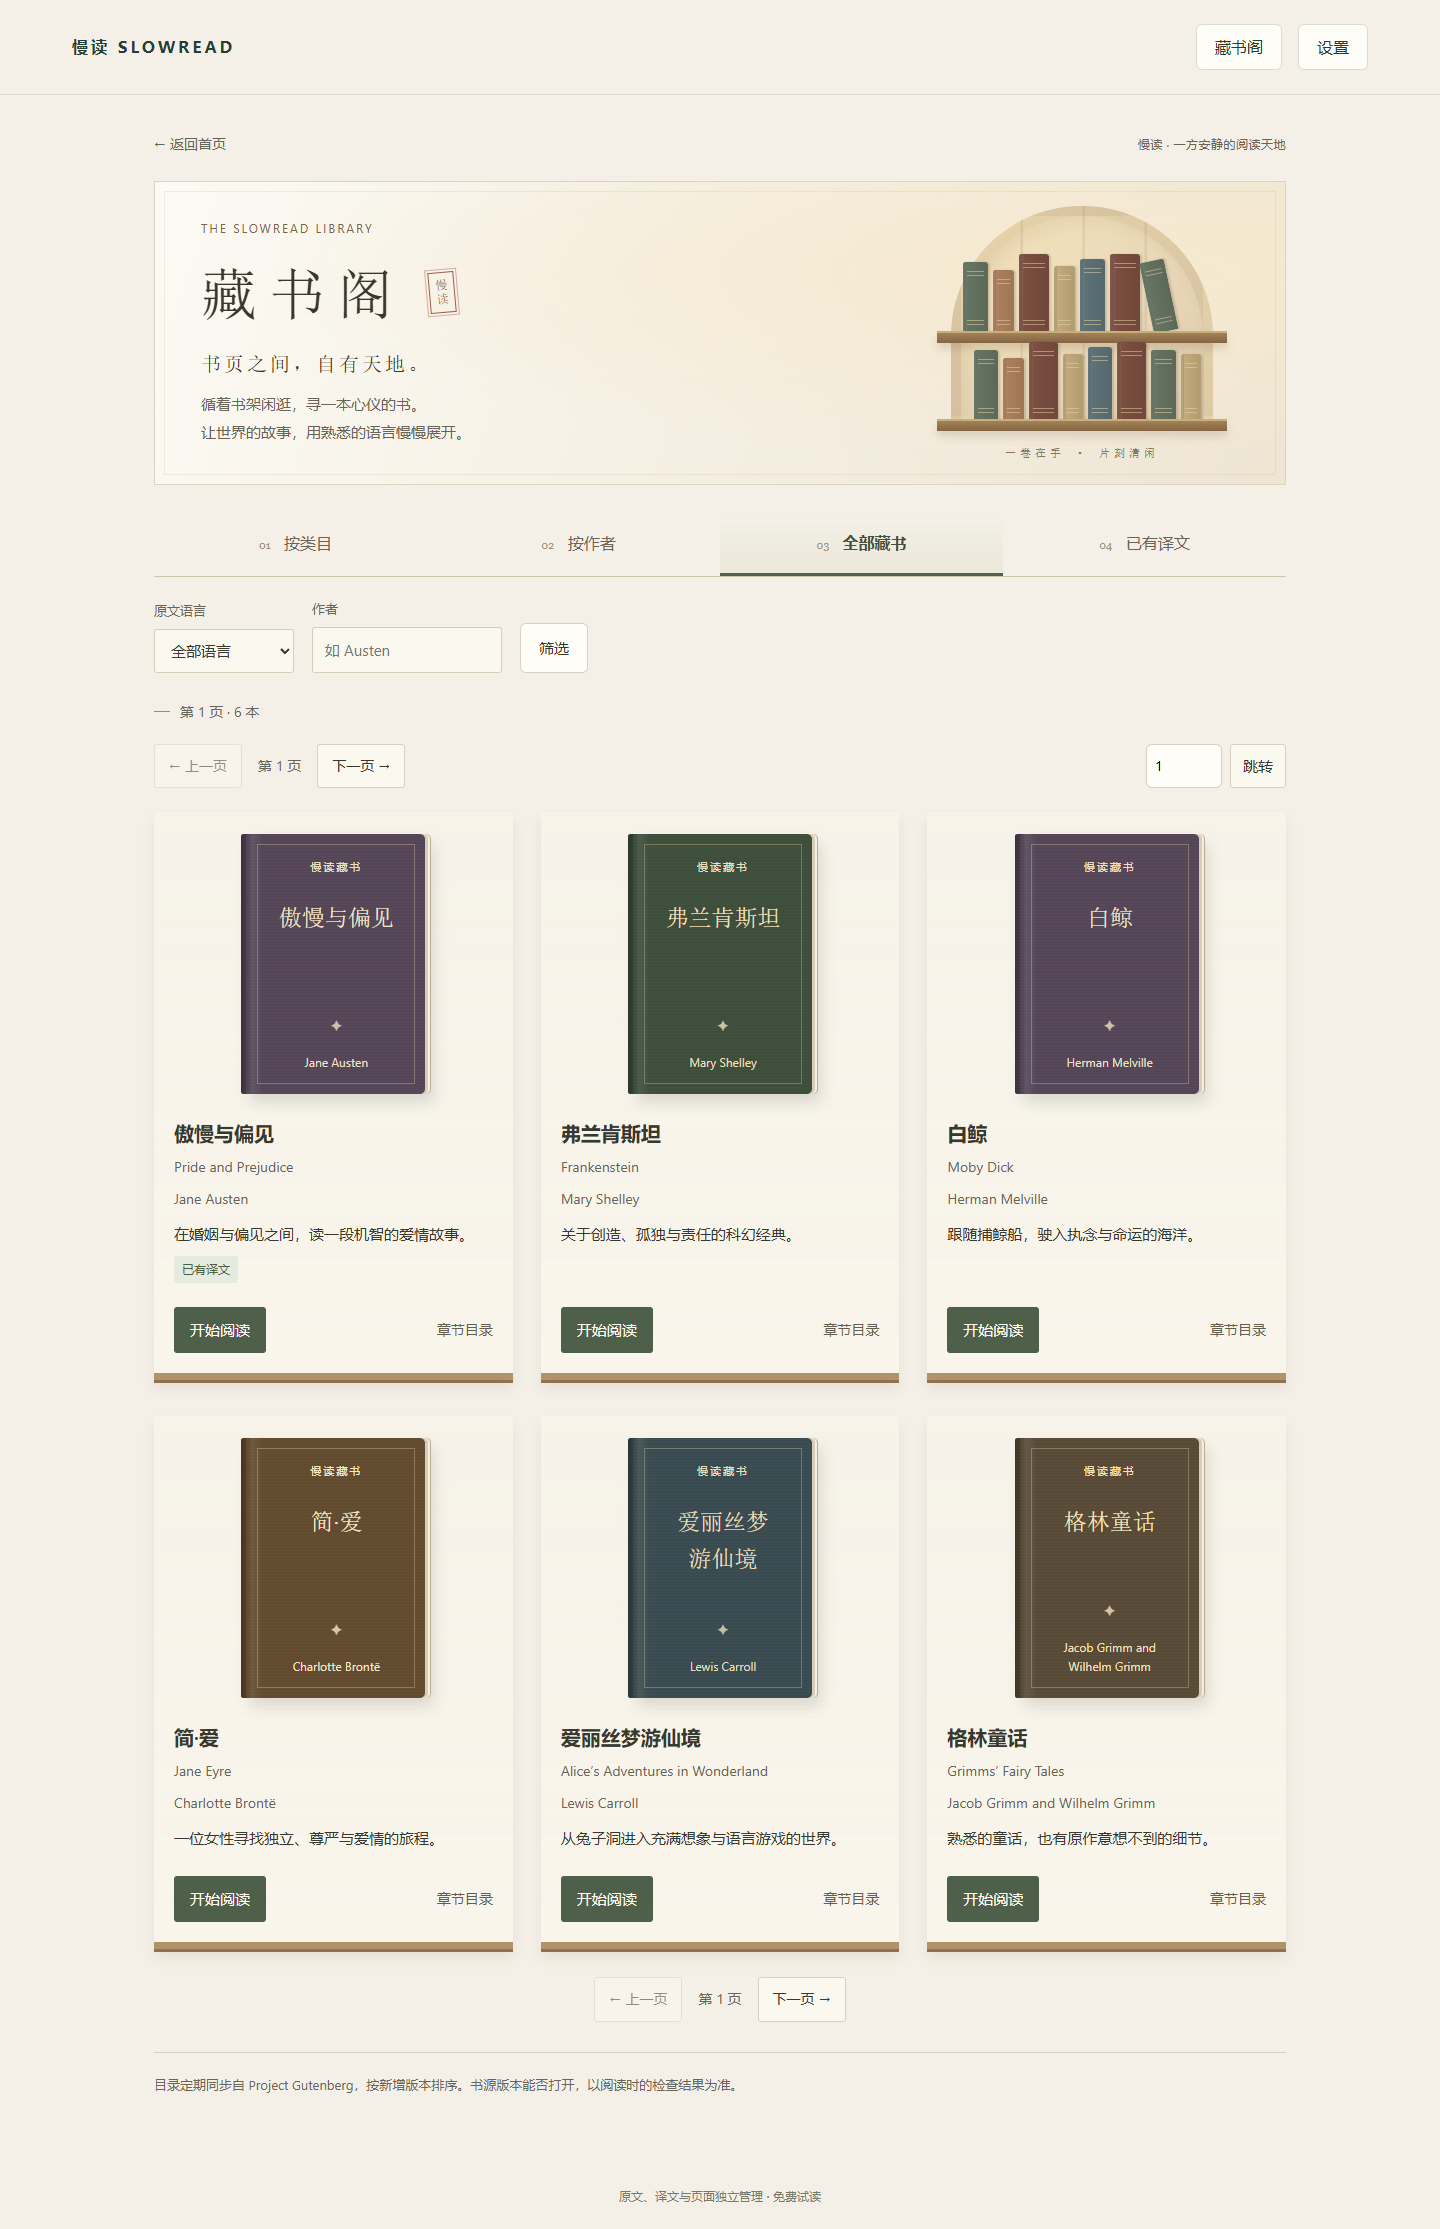 慢读 SLOWREAD
藏书阁
设置
← 返回首页
慢读 · 一方安静的阅读天地
THE SLOWREAD LIBRARY
藏书阁
慢读
书页之间，自有天地。
循着书架闲逛，寻一本心仪的书。
让世界的故事，用熟悉的语言慢慢展开。
一卷在手 · 片刻清闲
01 按类目
02 按作者
03 全部藏书
04 已有译文
原文语言
作者
全部语言
如 Austen
筛选
— 第 1 页 · 6 本
← 上一页
第 1 页
下一页 →
1
跳转
慢读藏书
傲慢与偏见
✦
Jane Austen
慢读藏书
弗兰肯斯坦
✦
Mary Shelley
慢读藏书
白鲸
✦
Herman Melville
傲慢与偏见
Pride and Prejudice
Jane Austen
在婚姻与偏见之间，读一段机智的爱情故事。
已有译文
开始阅读
章节目录
弗兰肯斯坦
Frankenstein
Mary Shelley
关于创造、孤独与责任的科幻经典。
开始阅读
章节目录
白鲸
Moby Dick
Herman Melville
跟随捕鲸船，驶入执念与命运的海洋。
开始阅读
章节目录
慢读藏书
简·爱
✦
Charlotte Brontë
慢读藏书
爱丽丝梦
游仙境
✦
Lewis Carroll
慢读藏书
格林童话
✦
Jacob Grimm and
Wilhelm Grimm
简·爱
Jane Eyre
Charlotte Brontë
一位女性寻找独立、尊严与爱情的旅程。
开始阅读
章节目录
爱丽丝梦游仙境
Alice’s Adventures in Wonderland
Lewis Carroll
从兔子洞进入充满想象与语言游戏的世界。
开始阅读
章节目录
格林童话
Grimms’ Fairy Tales
Jacob Grimm and Wilhelm Grimm
熟悉的童话，也有原作意想不到的细节。
开始阅读
章节目录
← 上一页
第 1 页
下一页 →
目录定期同步自 Project Gutenberg，按新增版本排序。书源版本能否打开，以阅读时的检查结果为准。
原文、译文与页面独立管理 · 免费试读